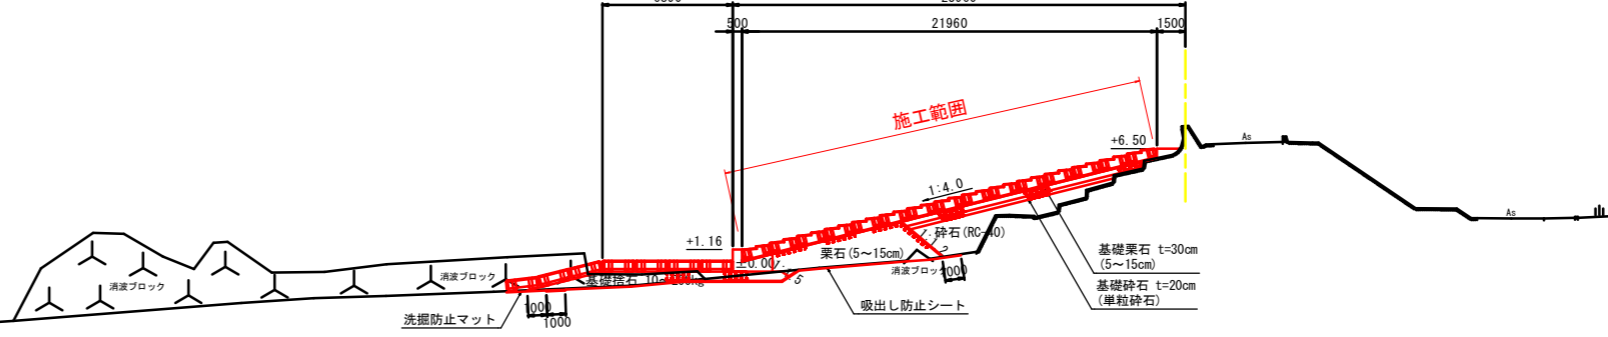 500
21960
1500
施工範囲
+6.50
As
1:4.0
+1.16
砕石(RC-40)
栗石(5〜15cm)
±0.00
消波ブロック
消波ブロック
消波ブロック
基礎捨石
1000
基礎栗石 t=30cm
(5〜15cm)
基礎砕石 t=20cm
(単粒砕石)
吸出し防止シート
洗掘防止マット
1000
1000
As